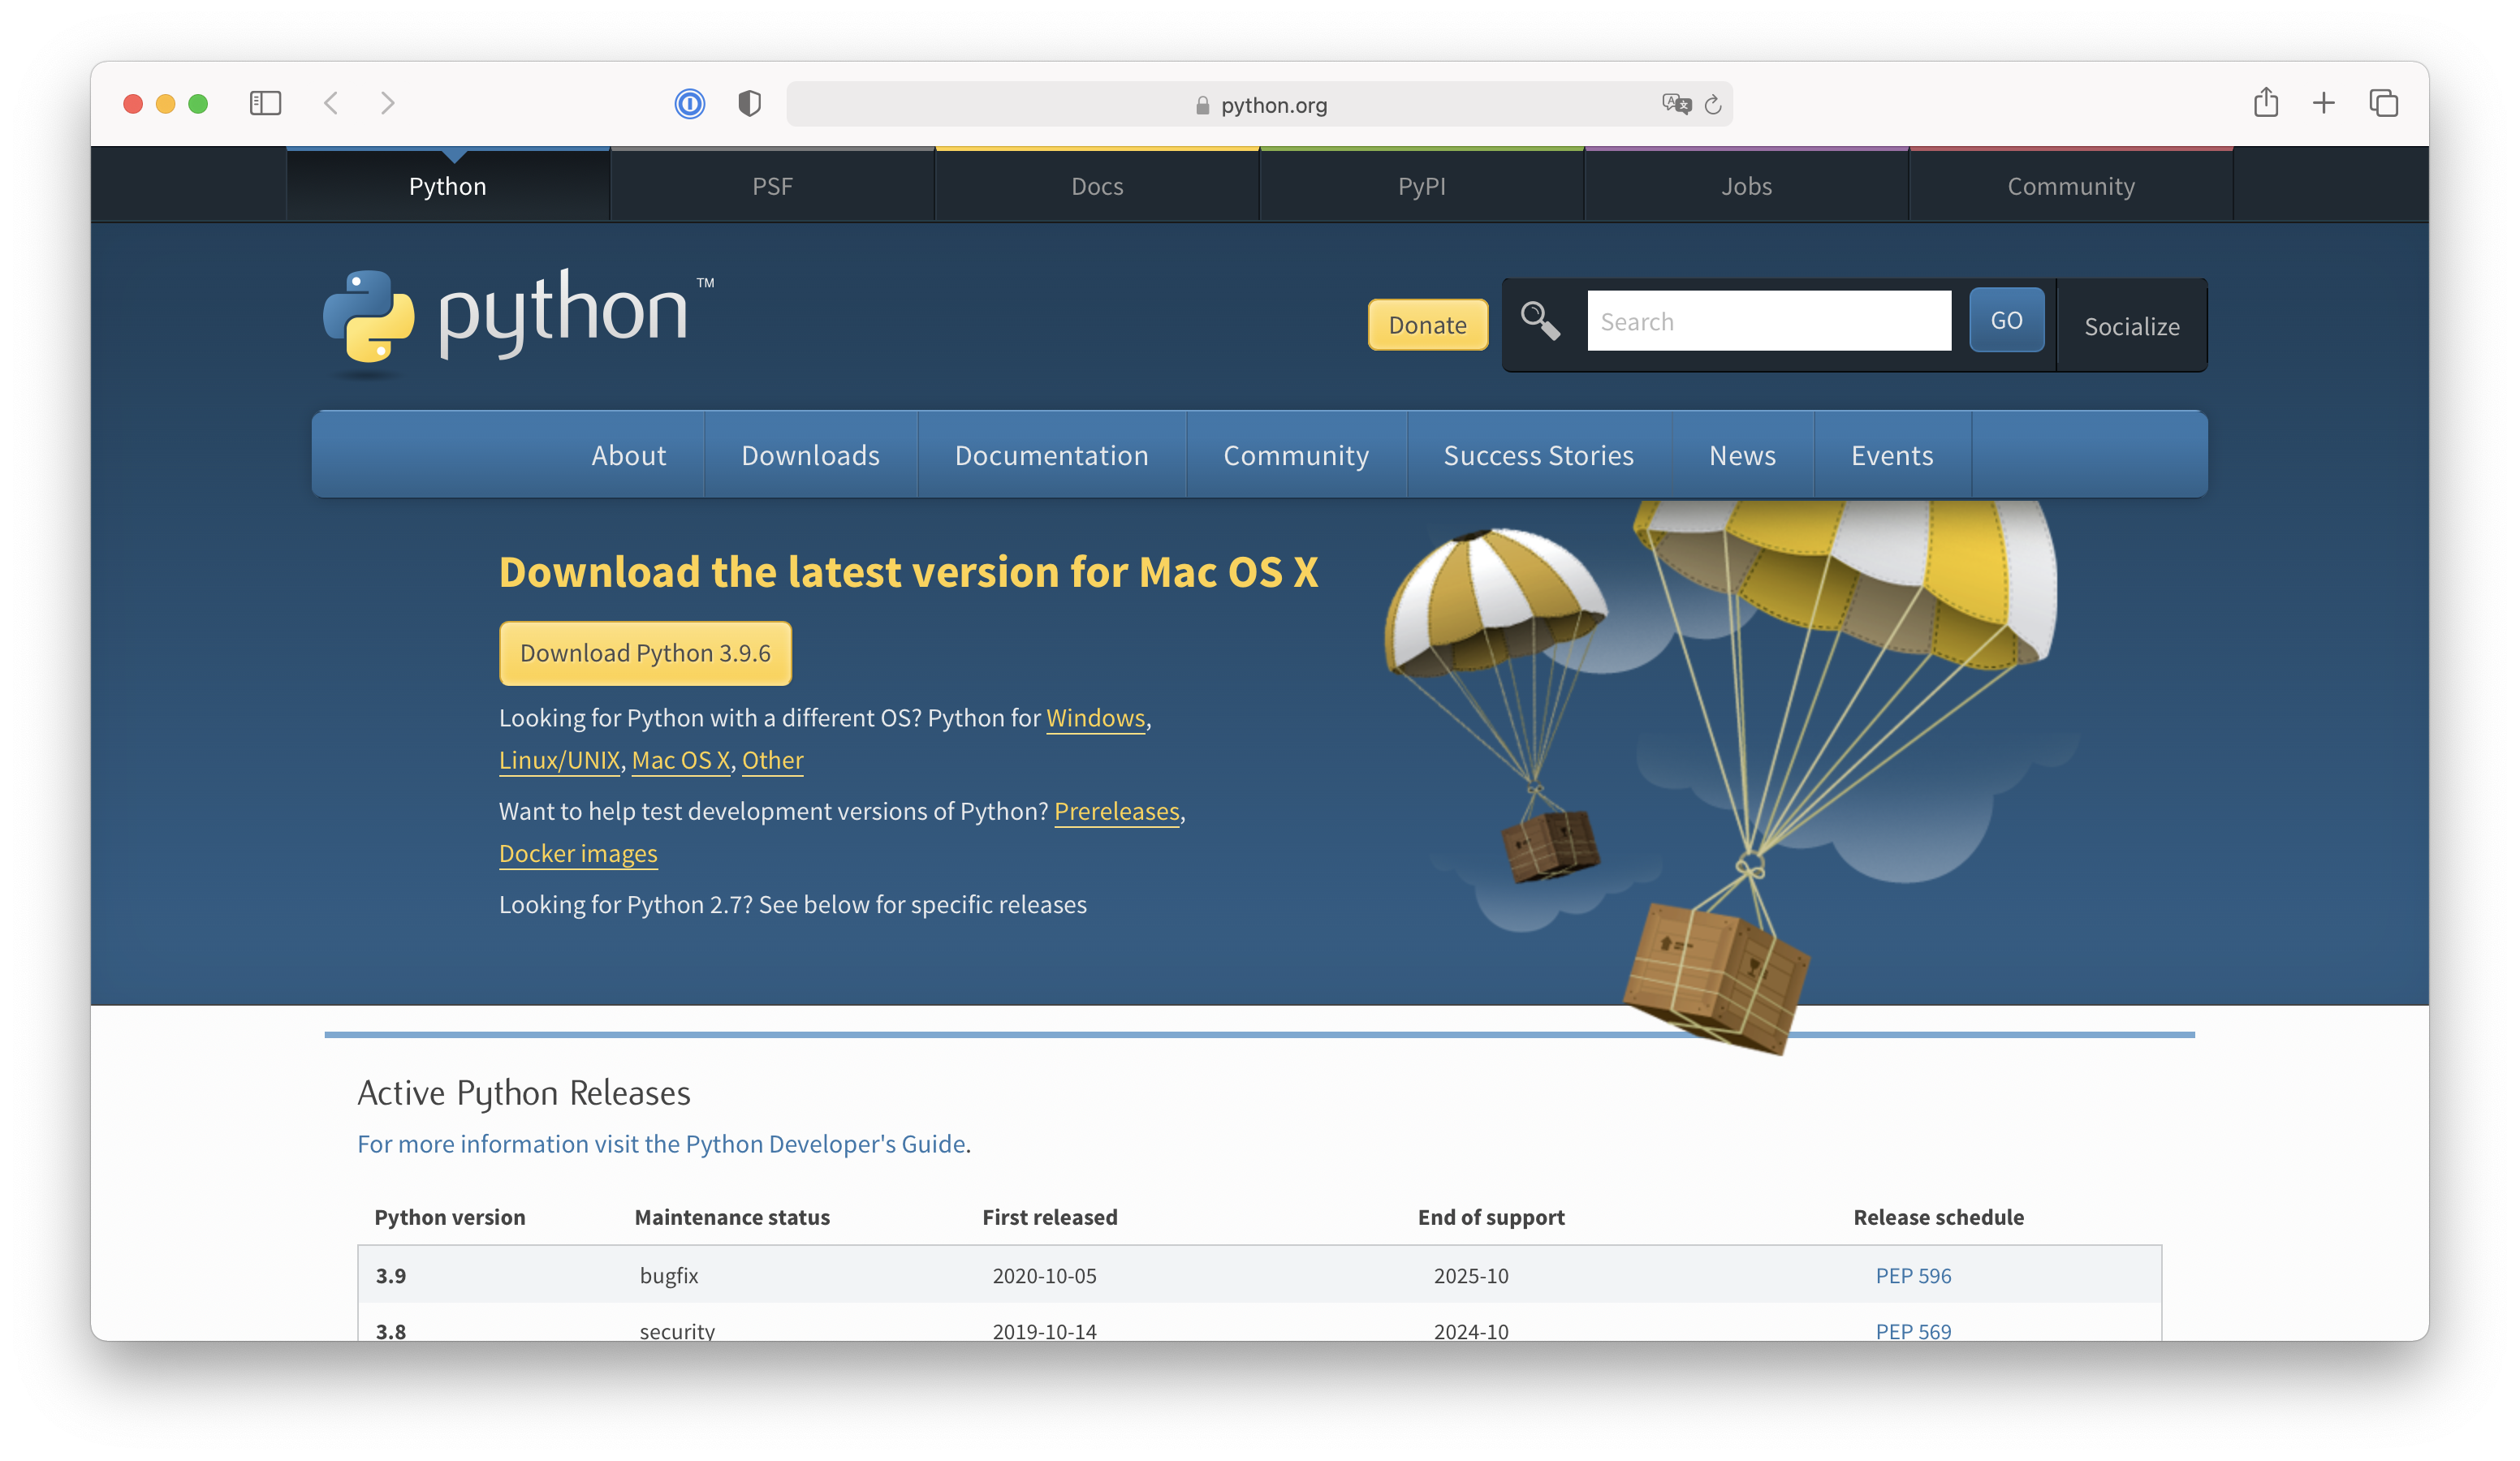 python.org
Python PSF Docs PyPI Jobs Community
python™
Donate Search GO Socialize
About Downloads Documentation Community Success Stories News Events
Download the latest version for Mac OS X
Download Python 3.9.6
Looking for Python with a different OS? Python for Windows,
Linux/UNIX, Mac OS X, Other
Want to help test development versions of Python? Prereleases,
Docker images
Looking for Python 2.7? See below for specific releases
Active Python Releases
For more information visit the Python Developer's Guide.
Python version Maintenance status First released End of support Release schedule
3.9 bugfix 2020-10-05 2025-10 PEP 596
3.8 security 2019-10-14 2024-10 PEP 569